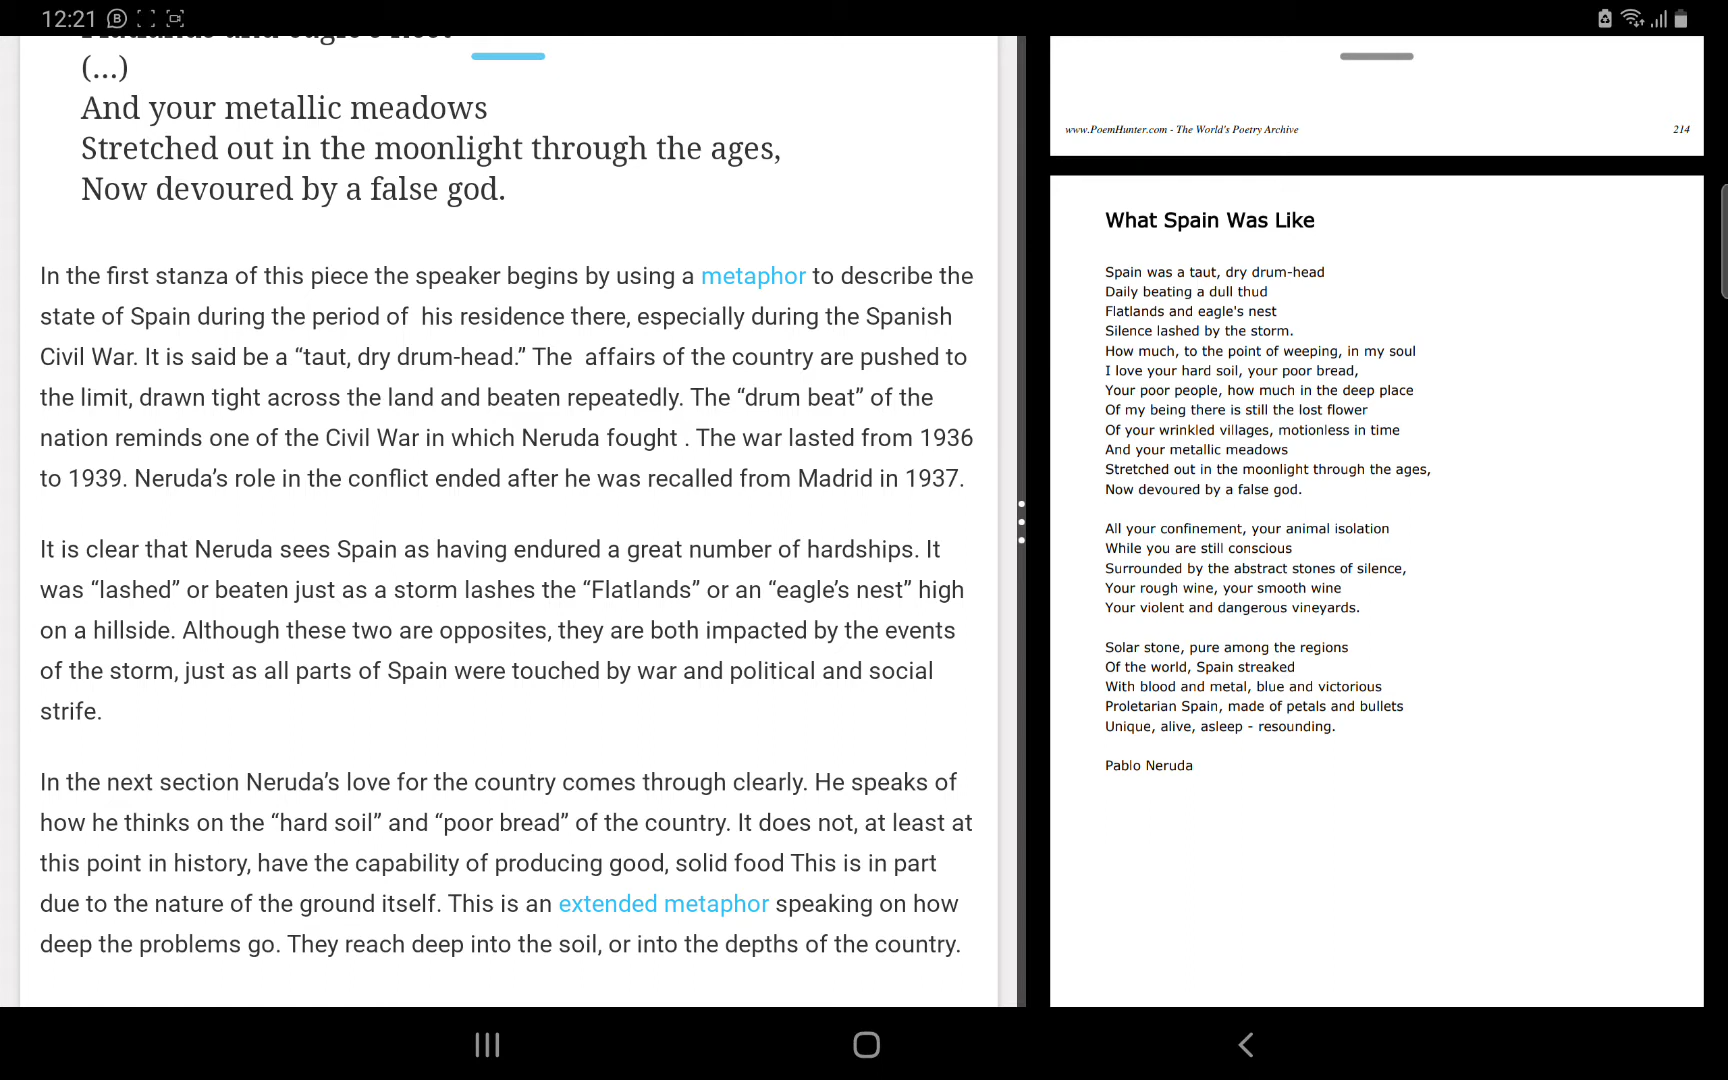 12:21
Flatlands and eagle's nest
(...)
And your metallic meadows
Stretched out in the moonlight through the ages,
Now devoured by a false god.
In the first stanza of this piece the speaker begins by using a metaphor to describe the
state of Spain during the period of  his residence there, especially during the Spanish
Civil War. It is said be a “taut, dry drum-head.” The  affairs of the country are pushed to
the limit, drawn tight across the land and beaten repeatedly. The “drum beat” of the
nation reminds one of the Civil War in which Neruda fought . The war lasted from 1936
to 1939. Neruda’s role in the conflict ended after he was recalled from Madrid in 1937.
It is clear that Neruda sees Spain as having endured a great number of hardships. It
was “lashed” or beaten just as a storm lashes the “Flatlands” or an “eagle’s nest” high
on a hillside. Although these two are opposites, they are both impacted by the events
of the storm, just as all parts of Spain were touched by war and political and social
strife.
In the next section Neruda’s love for the country comes through clearly. He speaks of
how he thinks on the “hard soil” and “poor bread” of the country. It does not, at least at
this point in history, have the capability of producing good, solid food This is in part
due to the nature of the ground itself. This is an extended metaphor speaking on how
deep the problems go. They reach deep into the soil, or into the depths of the country.
www.PoemHunter.com - The World's Poetry Archive
214
What Spain Was Like
Spain was a taut, dry drum-head
Daily beating a dull thud
Flatlands and eagle's nest
Silence lashed by the storm.
How much, to the point of weeping, in my soul
I love your hard soil, your poor bread,
Your poor people, how much in the deep place
Of my being there is still the lost flower
Of your wrinkled villages, motionless in time
And your metallic meadows
Stretched out in the moonlight through the ages,
Now devoured by a false god.
All your confinement, your animal isolation
While you are still conscious
Surrounded by the abstract stones of silence,
Your rough wine, your smooth wine
Your violent and dangerous vineyards.
Solar stone, pure among the regions
Of the world, Spain streaked
With blood and metal, blue and victorious
Proletarian Spain, made of petals and bullets
Unique, alive, asleep - resounding.
Pablo Neruda